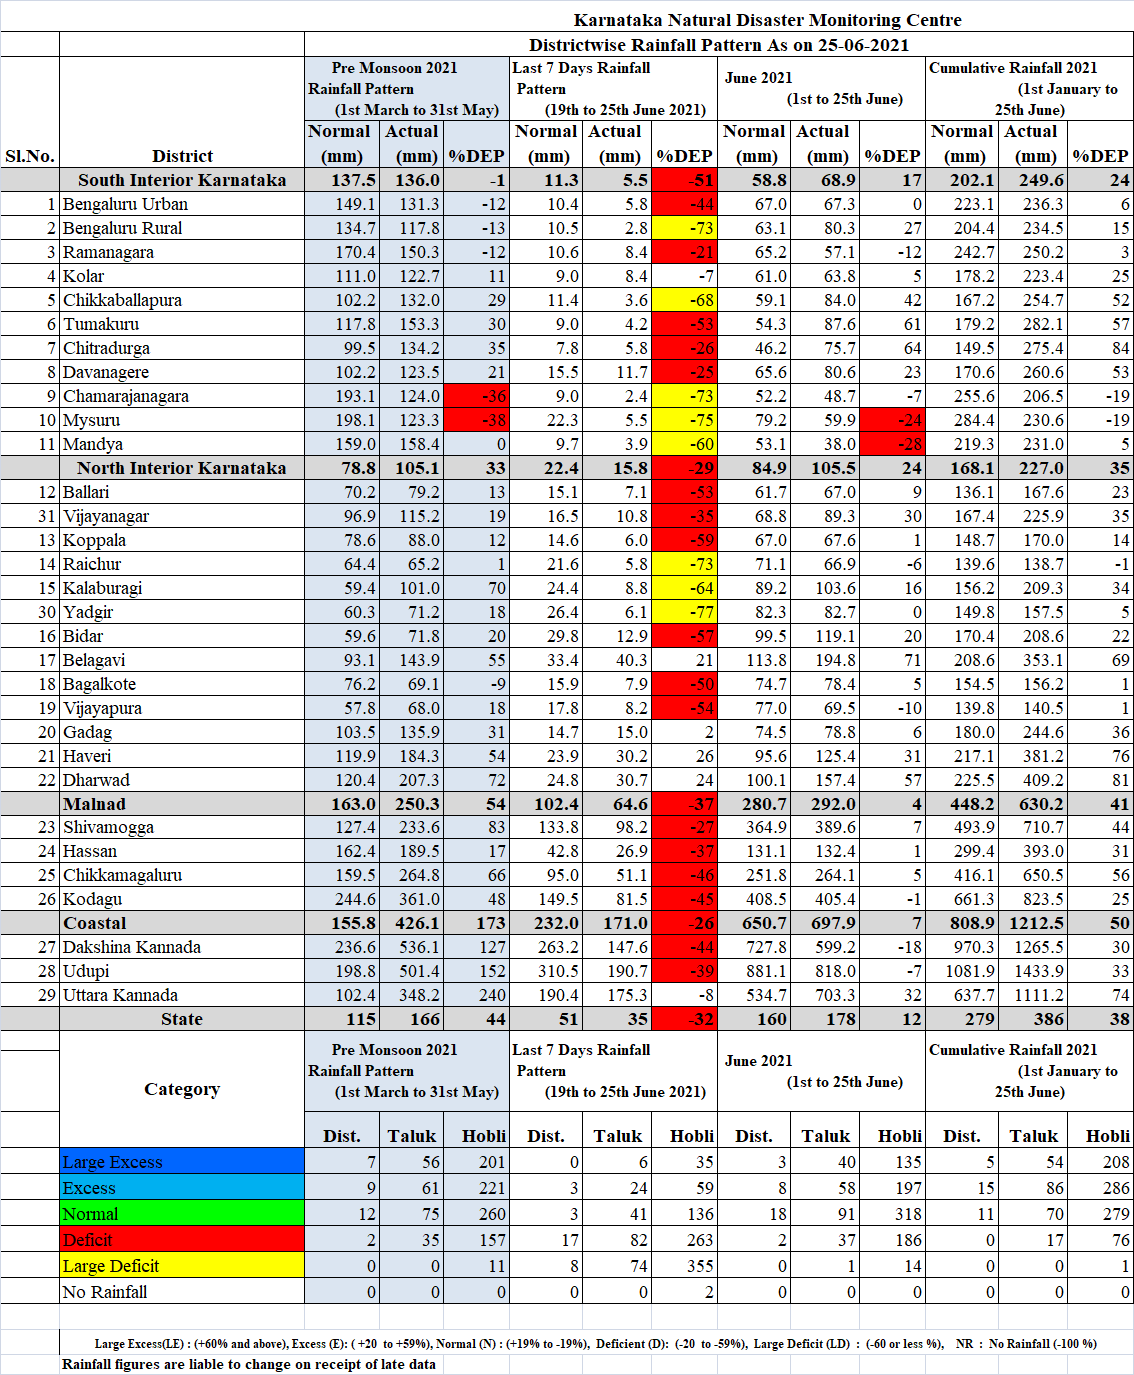 Karnataka Natural Disaster Monitoring Centre
Districtwise Rainfall Pattern As on 25-06-2021
Sl.No. District Pre Monsoon 2021 Rainfall Pattern (1st March to 31st May) Last 7 Days Rainfall Pattern (19th to 25th June 2021) June 2021 (1st to 25th June) Cumulative Rainfall 2021 (1st January to 25th June)
Normal (mm) Actual (mm) %DEP Normal (mm) Actual (mm) %DEP Normal (mm) Actual (mm) %DEP Normal (mm) Actual (mm) %DEP
South Interior Karnataka 137.5 136.0 -1 11.3 5.5 -51 58.8 68.9 17 202.1 249.6 24
1 Bengaluru Urban 149.1 131.3 -12 10.4 5.8 -44 67.0 67.3 0 223.1 236.3 6
2 Bengaluru Rural 134.7 117.8 -13 10.5 2.8 -73 63.1 80.3 27 204.4 234.5 15
3 Ramanagara 170.4 150.3 -12 10.6 8.4 -21 65.2 57.1 -12 242.7 250.2 3
4 Kolar 111.0 122.7 11 9.0 8.4 -7 61.0 63.8 5 178.2 223.4 25
5 Chikkaballapura 102.2 132.0 29 11.4 3.6 -68 59.1 84.0 42 167.2 254.7 52
6 Tumakuru 117.8 153.3 30 9.0 4.2 -53 54.3 87.6 61 179.2 282.1 57
7 Chitradurga 99.5 134.2 35 7.8 5.8 -26 46.2 75.7 64 149.5 275.4 84
8 Davanagere 102.2 123.5 21 15.5 11.7 -25 65.6 80.6 23 170.6 260.6 53
9 Chamarajanagara 193.1 124.0 -36 9.0 2.4 -73 52.2 48.7 -7 255.6 206.5 -19
10 Mysuru 198.1 123.3 -38 22.3 5.5 -75 79.2 59.9 -24 284.4 230.6 -19
11 Mandya 159.0 158.4 0 9.7 3.9 -60 53.1 38.0 -28 219.3 231.0 5
North Interior Karnataka 78.8 105.1 33 22.4 15.8 -29 84.9 105.5 24 168.1 227.0 35
12 Ballari 70.2 79.2 13 15.1 7.1 -53 61.7 67.0 9 136.1 167.6 23
31 Vijayanagar 96.9 115.2 19 16.5 10.8 -35 68.8 89.3 30 167.4 225.9 35
13 Koppala 78.6 88.0 12 14.6 6.0 -59 67.0 67.6 1 148.7 170.0 14
14 Raichur 64.4 65.2 1 21.6 5.8 -73 71.1 66.9 -6 139.6 138.7 -1
15 Kalaburagi 59.4 101.0 70 24.4 8.8 -64 89.2 103.6 16 156.2 209.3 34
30 Yadgir 60.3 71.2 18 26.4 6.1 -77 82.3 82.7 0 149.8 157.5 5
16 Bidar 59.6 71.8 20 29.8 12.9 -57 99.5 119.1 20 170.4 208.6 22
17 Belagavi 93.1 143.9 55 33.4 40.3 21 113.8 194.8 71 208.6 353.1 69
18 Bagalkote 76.2 69.1 -9 15.9 7.9 -50 74.7 78.4 5 154.5 156.2 1
19 Vijayapura 57.8 68.0 18 17.8 8.2 -54 77.0 69.5 -10 139.8 140.5 1
20 Gadag 103.5 135.9 31 14.7 15.0 2 74.5 78.8 6 180.0 244.6 36
21 Haveri 119.9 184.3 54 23.9 30.2 26 95.6 125.4 31 217.1 381.2 76
22 Dharwad 120.4 207.3 72 24.8 30.7 24 100.1 157.4 57 225.5 409.2 81
Malnad 163.0 250.3 54 102.4 64.6 -37 280.7 292.0 4 448.2 630.2 41
23 Shivamogga 127.4 233.6 83 133.8 98.2 -27 364.9 389.6 7 493.9 710.7 44
24 Hassan 162.4 189.5 17 42.8 26.9 -37 131.1 132.4 1 299.4 393.0 31
25 Chikkamagaluru 159.5 264.8 66 95.0 51.1 -46 251.8 264.1 5 416.1 650.5 56
26 Kodagu 244.6 361.0 48 149.5 81.5 -45 408.5 405.4 -1 661.3 823.5 25
Coastal 155.8 426.1 173 232.0 171.0 -26 650.7 697.9 7 808.9 1212.5 50
27 Dakshina Kannada 236.6 536.1 127 263.2 147.6 -44 727.8 599.2 -18 970.3 1265.5 30
28 Udupi 198.8 501.4 152 310.5 190.7 -39 881.1 818.0 -7 1081.9 1433.9 33
29 Uttara Kannada 102.4 348.2 240 190.4 175.3 -8 534.7 703.3 32 637.7 1111.2 74
State 115 166 44 51 35 -32 160 178 12 279 386 38
Category Pre Monsoon 2021 Rainfall Pattern (1st March to 31st May) Last 7 Days Rainfall Pattern (19th to 25th June 2021) June 2021 (1st to 25th June) Cumulative Rainfall 2021 (1st January to 25th June)
Dist. Taluk Hobli Dist. Taluk Hobli Dist. Taluk Hobli Dist. Taluk Hobli
Large Excess 7 56 201 0 6 35 3 40 135 5 54 208
Excess 9 61 221 3 24 59 8 58 197 15 86 286
Normal 12 75 260 3 41 136 18 91 318 11 70 279
Deficit 2 35 157 17 82 263 2 37 186 0 17 76
Large Deficit 0 0 11 8 74 355 0 1 14 0 0 1
No Rainfall 0 0 0 0 0 2 0 0 0 0 0 0
Large Excess(LE) : (+60% and above), Excess (E): ( +20 to +59%), Normal (N) : (+19% to -19%), Deficient (D): (-20 to -59%), Large Deficit (LD) : (-60 or less %), NR : No Rainfall (-100 %)
Rainfall figures are liable to change on receipt of late data